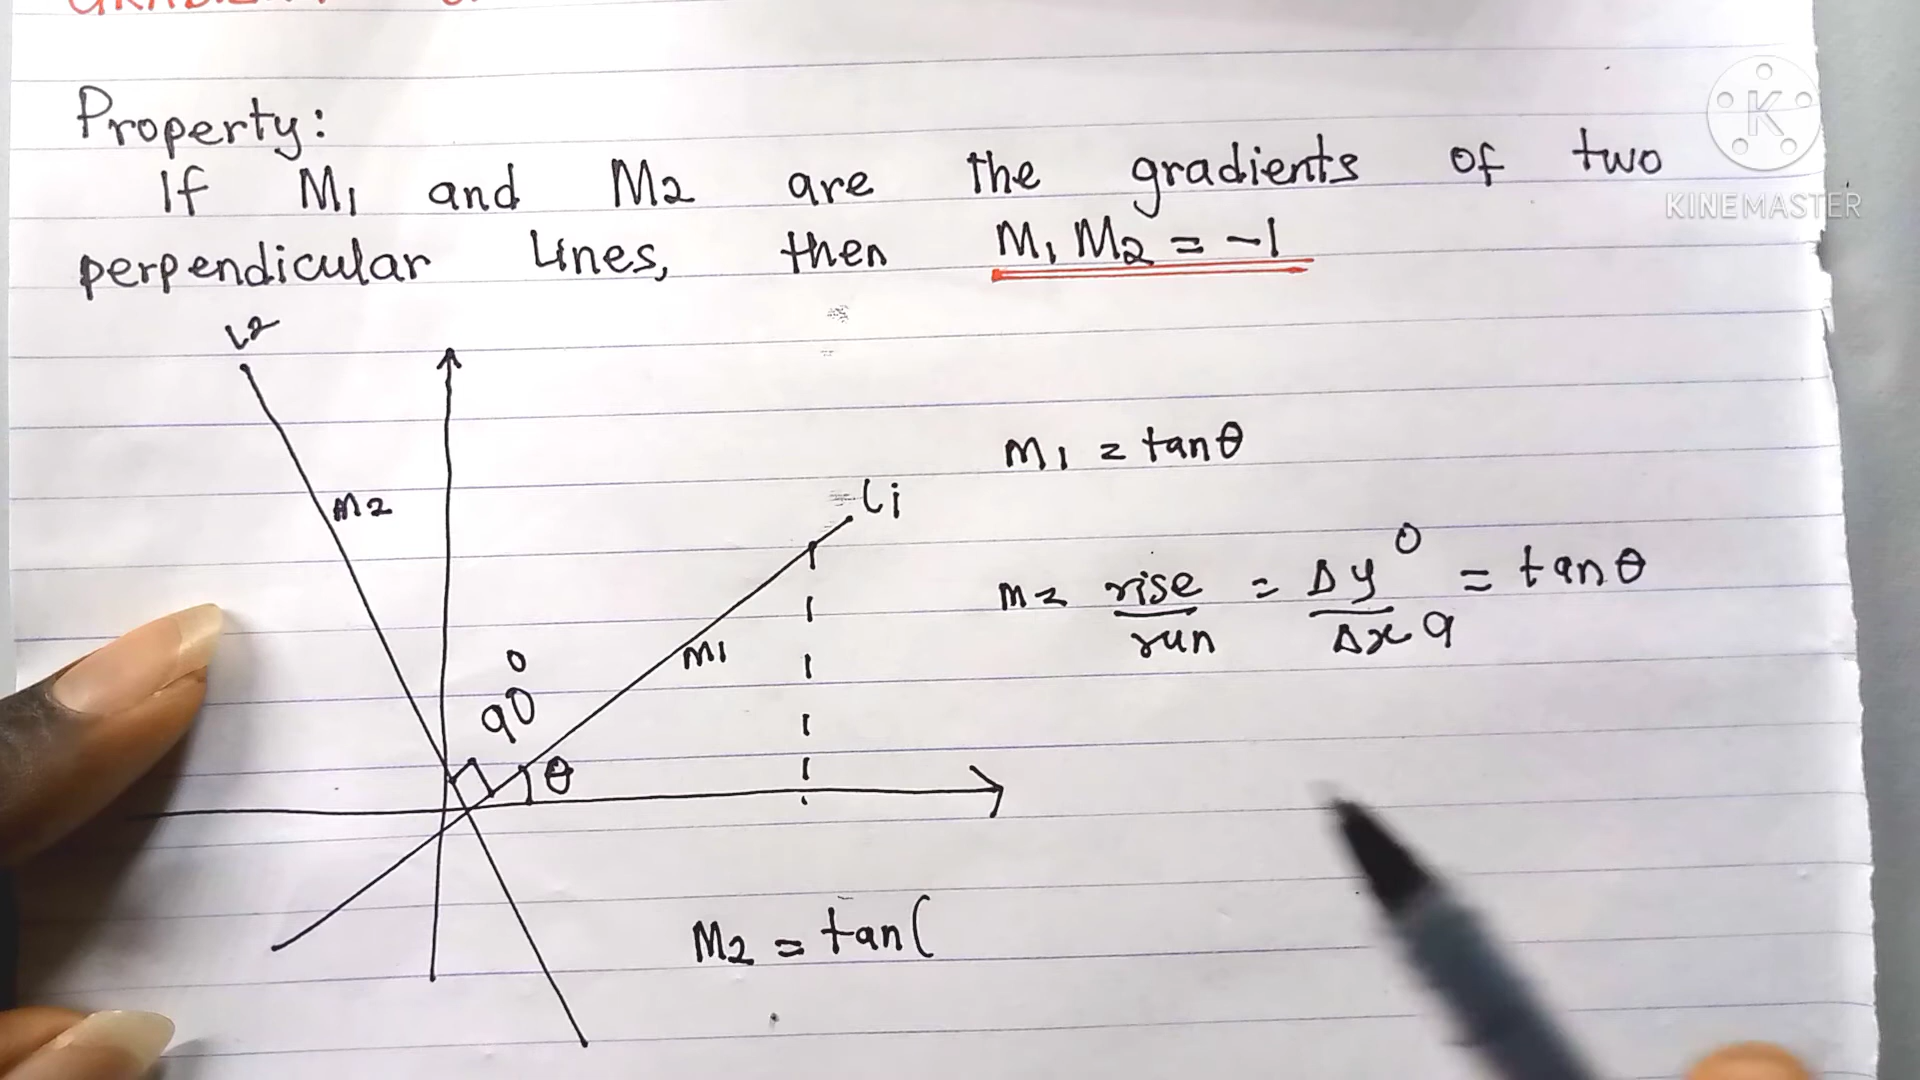 Property:
If M1 and M2 are the gradients of two
perpendicular lines, then M1 M2 = -1
L2
M2
L1
M1
90°
θ
M1 = tanθ
M = rise/run = Δy/Δx o/a = tanθ
M2 = tan(
K
KINEMASTER